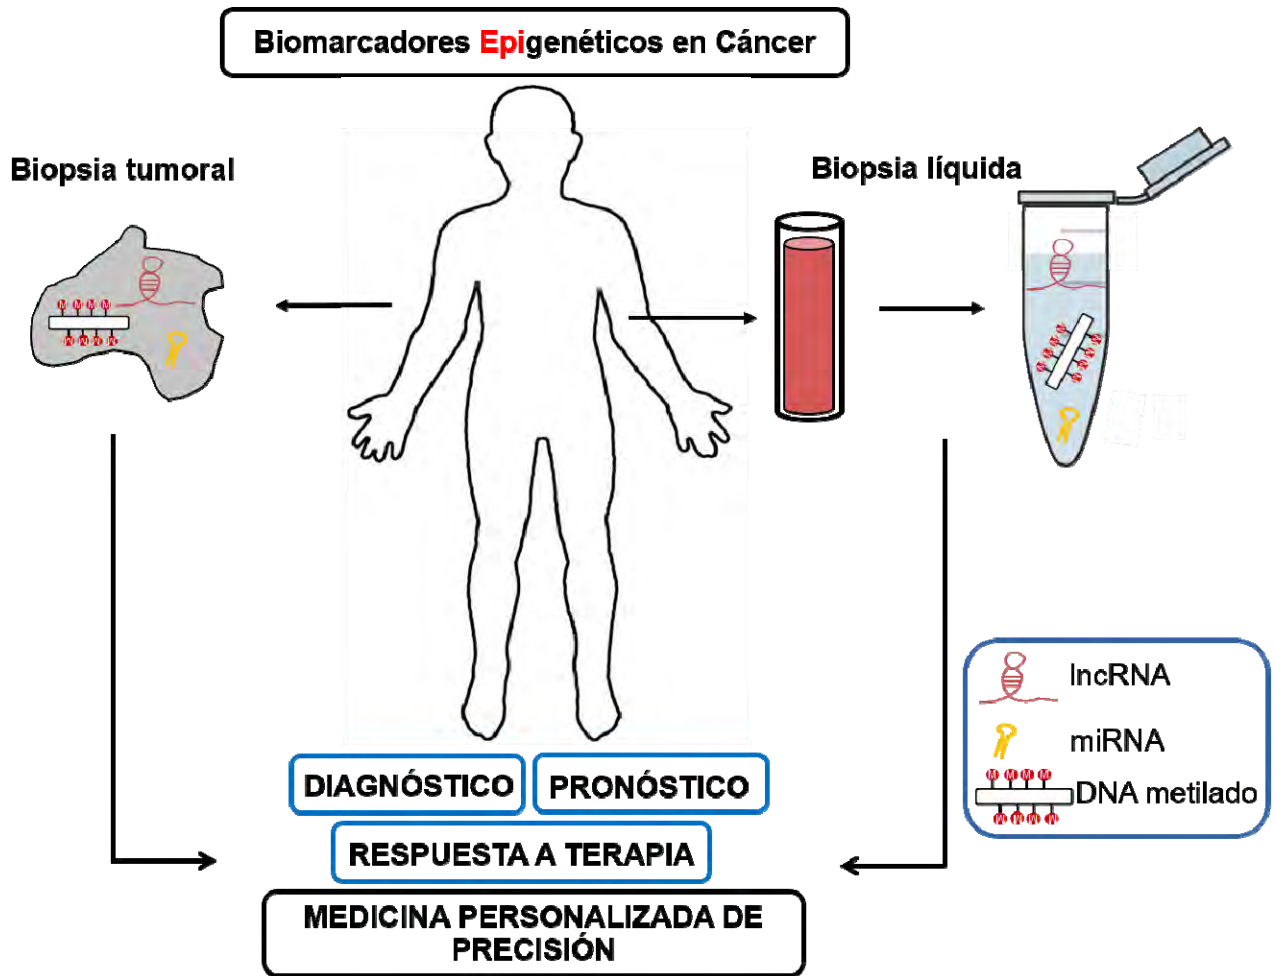 Biomarcadores Epigenéticos en Cáncer
Biopsia tumoral
Biopsia líquida
M M M M
M M M M
M M M M
M M M M
lncRNA
miRNA
M M M M
DNA metilado
M M M M
DIAGNÓSTICO
PRONÓSTICO
RESPUESTA A TERAPIA
MEDICINA PERSONALIZADA DE
PRECISIÓN